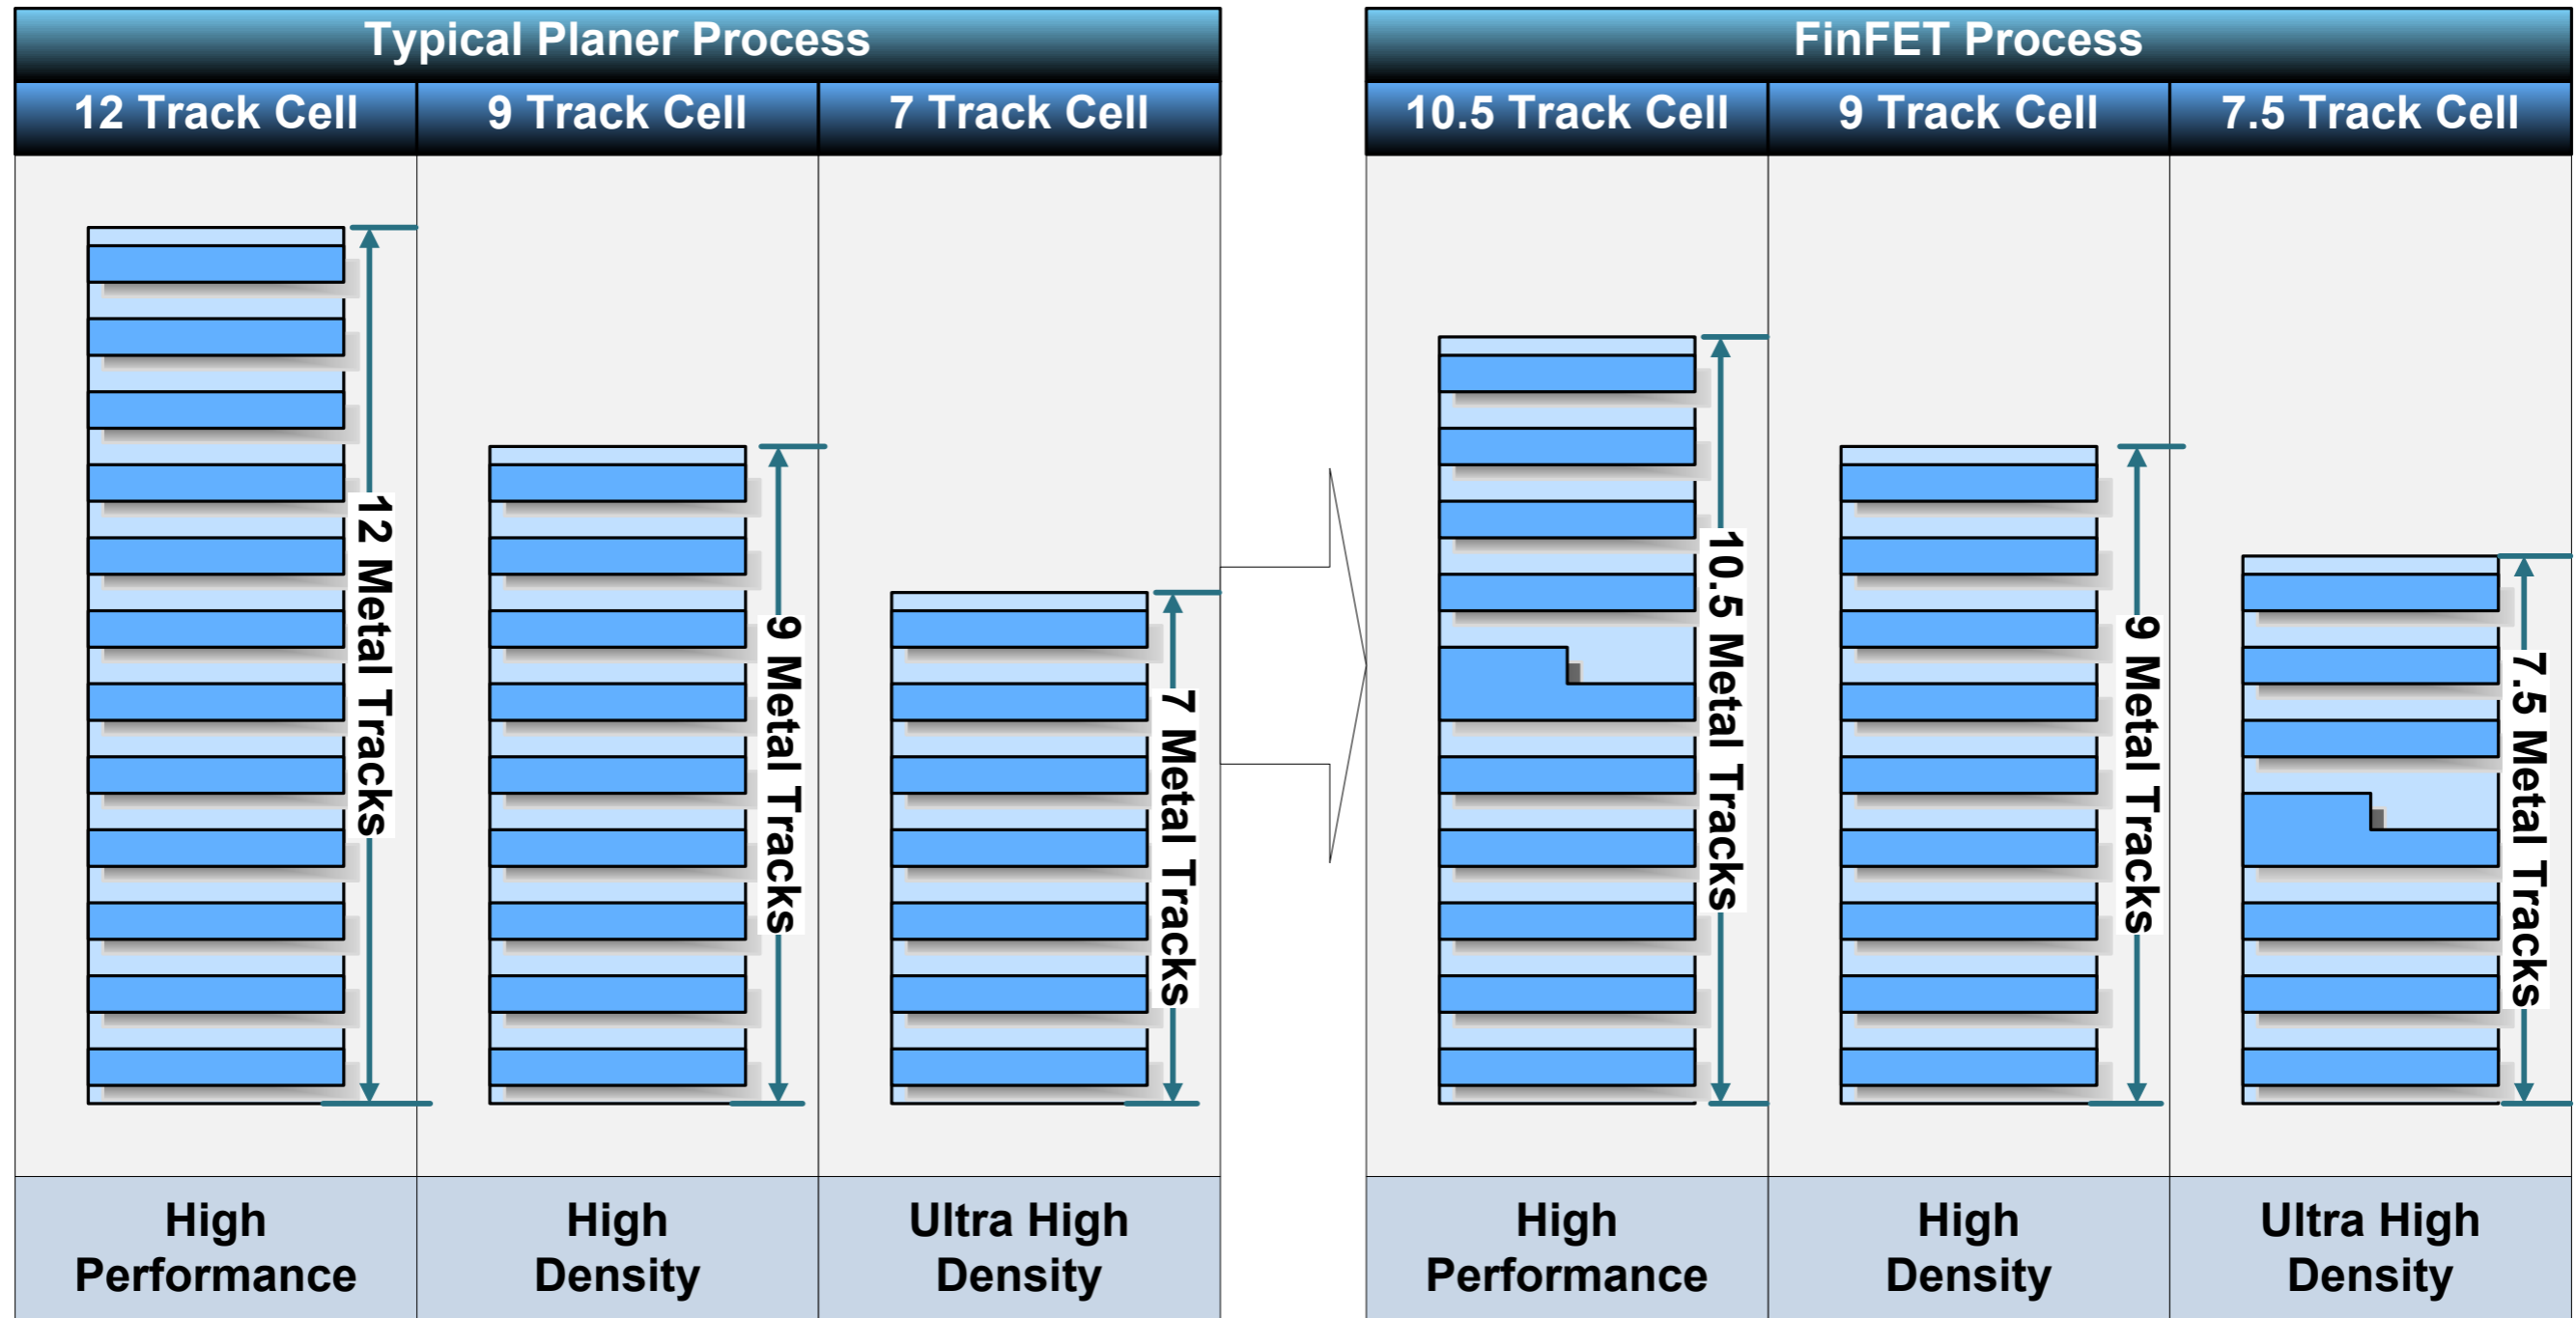 Typical Planer Process
12 Track Cell
9 Track Cell
7 Track Cell
12 Metal Tracks
9 Metal Tracks
7 Metal Tracks
High
Performance
High
Density
Ultra High
Density
FinFET Process
10.5 Track Cell
9 Track Cell
7.5 Track Cell
10.5 Metal Tracks
9 Metal Tracks
7.5 Metal Tracks
High
Performance
High
Density
Ultra High
Density